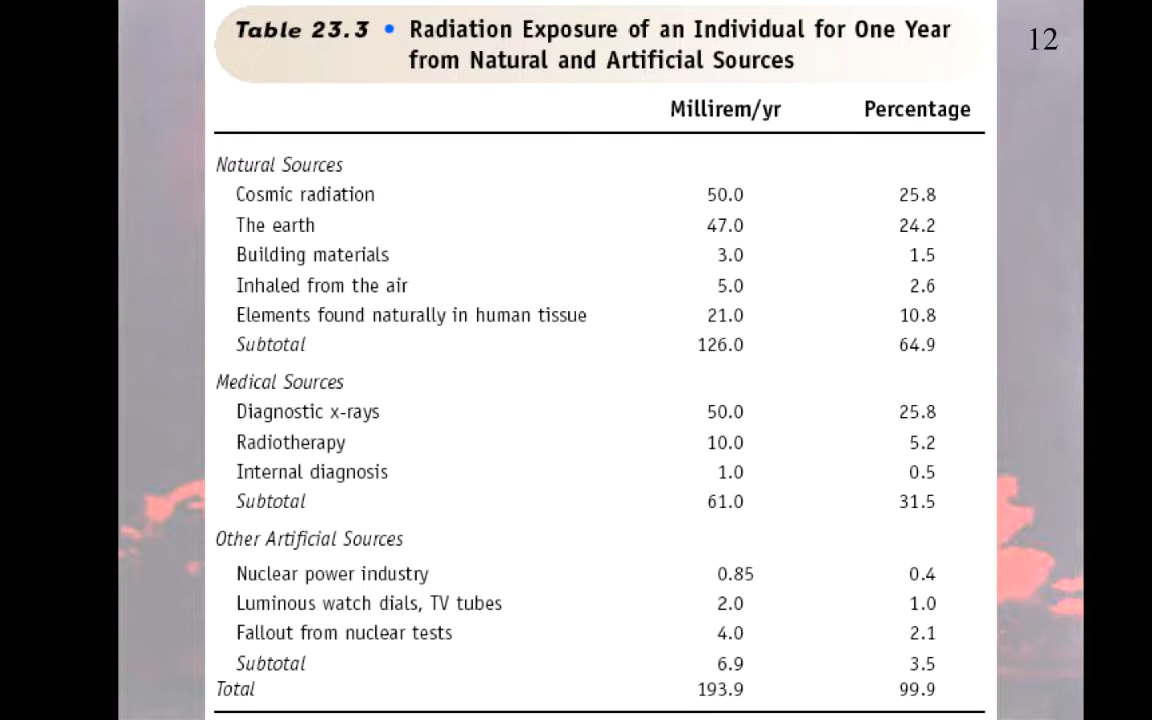 Table 23.3 • Radiation Exposure of an Individual for One Year
from Natural and Artificial Sources
12
Millirem/yr Percentage
Natural Sources
Cosmic radiation 50.0 25.8
The earth 47.0 24.2
Building materials 3.0 1.5
Inhaled from the air 5.0 2.6
Elements found naturally in human tissue 21.0 10.8
Subtotal 126.0 64.9
Medical Sources
Diagnostic x-rays 50.0 25.8
Radiotherapy 10.0 5.2
Internal diagnosis 1.0 0.5
Subtotal 61.0 31.5
Other Artificial Sources
Nuclear power industry 0.85 0.4
Luminous watch dials, TV tubes 2.0 1.0
Fallout from nuclear tests 4.0 2.1
Subtotal 6.9 3.5
Total 193.9 99.9